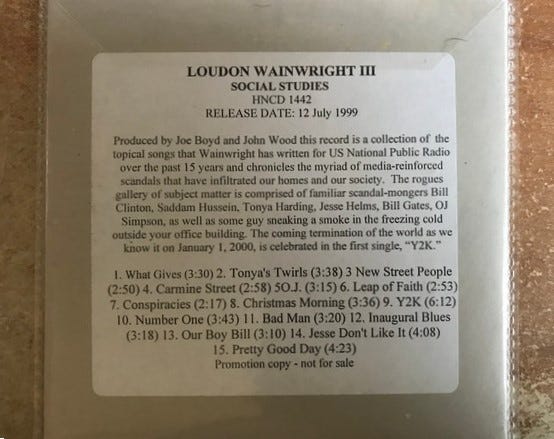 LOUDON WAINWRIGHT III
SOCIAL STUDIES
HNCD 1442
RELEASE DATE: 12 July 1999
Produced by Joe Boyd and John Wood this record is a collection of the
topical songs that Wainwright has written for US National Public Radio
over the past 15 years and chronicles the myriad of media-reinforced
scandals that have infiltrated our homes and our society. The rogues
gallery of subject matter is comprised of familiar scandal-mongers Bill
Clinton, Saddam Hussein, Tonya Harding, Jesse Helms, Bill Gates, OJ
Simpson, as well as some guy sneaking a smoke in the freezing cold
outside your office building. The coming termination of the world as we
know it on January 1, 2000, is celebrated in the first single, “Y2K.”
1. What Gives (3:30) 2. Tonya's Twirls (3:38) 3 New Street People
(2:50) 4. Carmine Street (2:58) 5O.J. (3:15) 6. Leap of Faith (2:53)
7. Conspiracies (2:17) 8. Christmas Morning (3:36) 9. Y2K (6:12)
10. Number One (3:43) 11. Bad Man (3:20) 12. Inaugural Blues
(3:18) 13. Our Boy Bill (3:10) 14. Jesse Don't Like It (4:08)
15. Pretty Good Day (4:23)
Promotion copy - not for sale